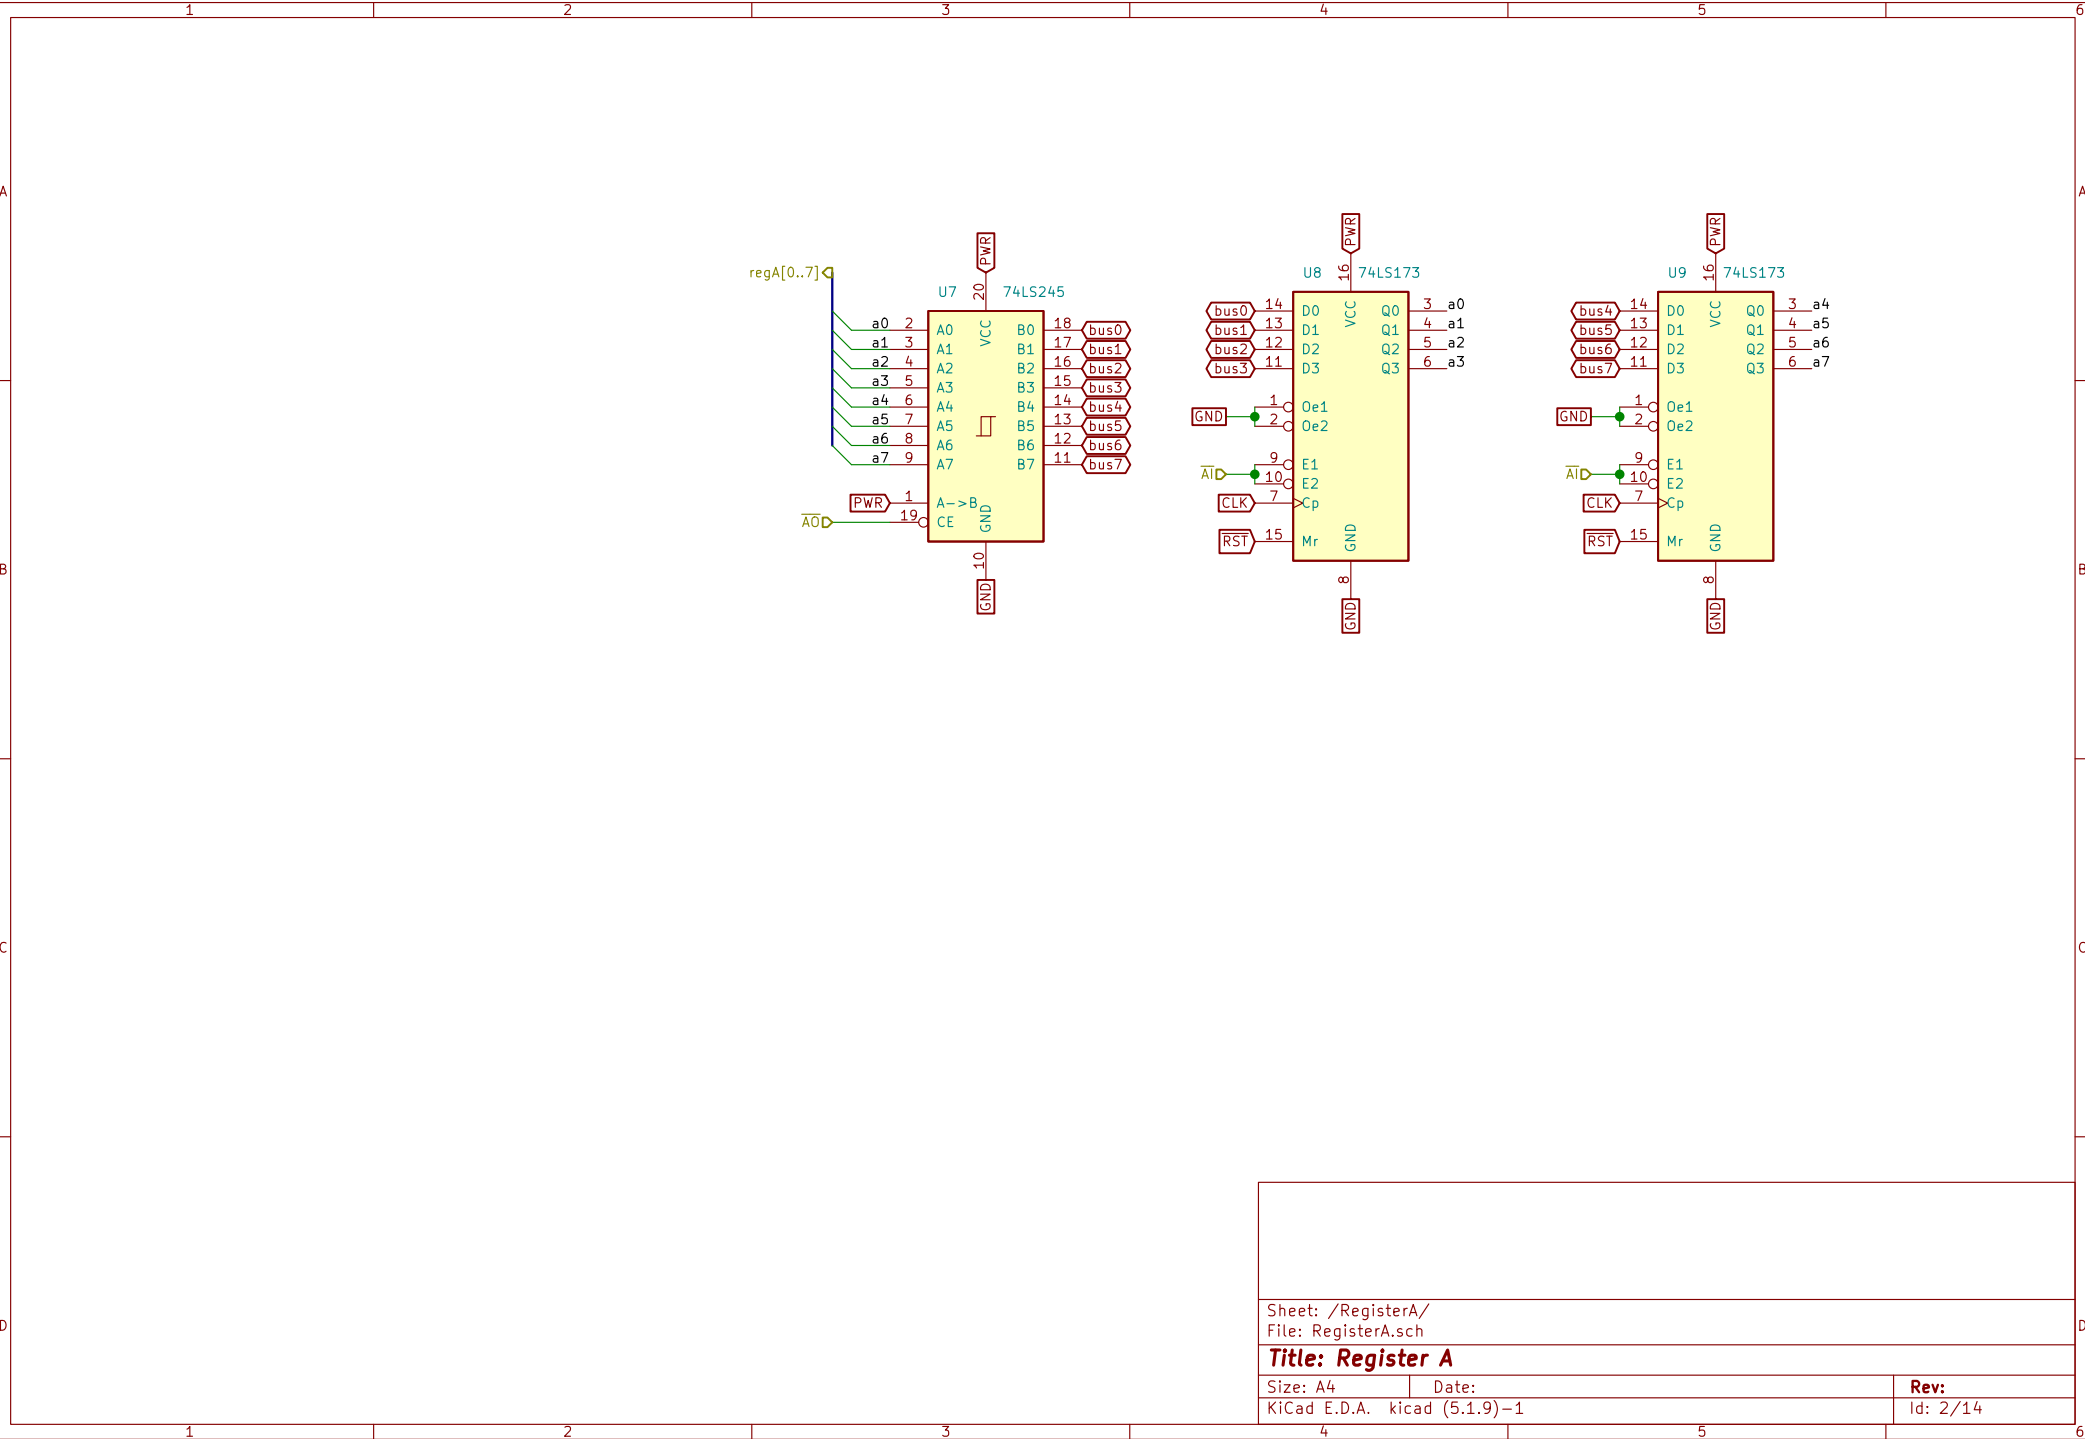 1 2 3 4 5 6
A A
PWR
PWR
PWR
regA[0..7]
U7 74LS245
20
U8 74LS173
16
U9 74LS173
16
a0 2 A0 VCC B0 18 bus0
a1 3 A1 B1 17 bus1
a2 4 A2 B2 16 bus2
a3 5 A3 B3 15 bus3
a4 6 A4 B4 14 bus4
a5 7 A5 B5 13 bus5
a6 8 A6 B6 12 bus6
a7 9 A7 B7 11 bus7
PWR 1 A->B
AO 19 CE GND
10
GND
bus0 14 D0 VCC Q0 3 a0
bus1 13 D1 Q1 4 a1
bus2 12 D2 Q2 5 a2
bus3 11 D3 Q3 6 a3
GND 1 Oe1
2 Oe2
AI 9 E1
10 E2
CLK 7 Cp
RST 15 Mr GND
8
GND
bus4 14 D0 VCC Q0 3 a4
bus5 13 D1 Q1 4 a5
bus6 12 D2 Q2 5 a6
bus7 11 D3 Q3 6 a7
GND 1 Oe1
2 Oe2
AI 9 E1
10 E2
CLK 7 Cp
RST 15 Mr GND
8
GND
B B
C C
D D
Sheet: /RegisterA/
File: RegisterA.sch
Title: Register A
Size: A4 Date: Rev:
KiCad E.D.A. kicad (5.1.9)-1 Id: 2/14
1 2 3 4 5 6